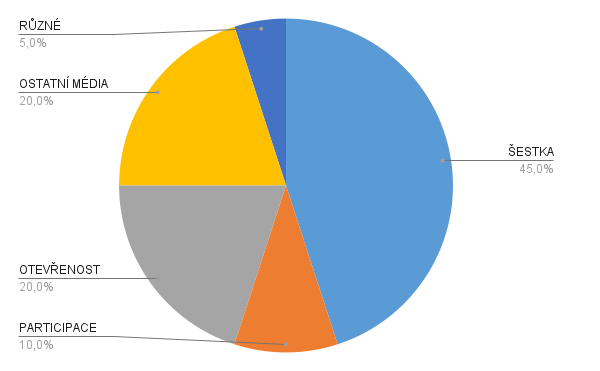 RŮZNÉ
5,0%
OSTATNÍ MÉDIA
20,0%
ŠESTKA
45,0%
OTEVŘENOST
20,0%
PARTICIPACE
10,0%